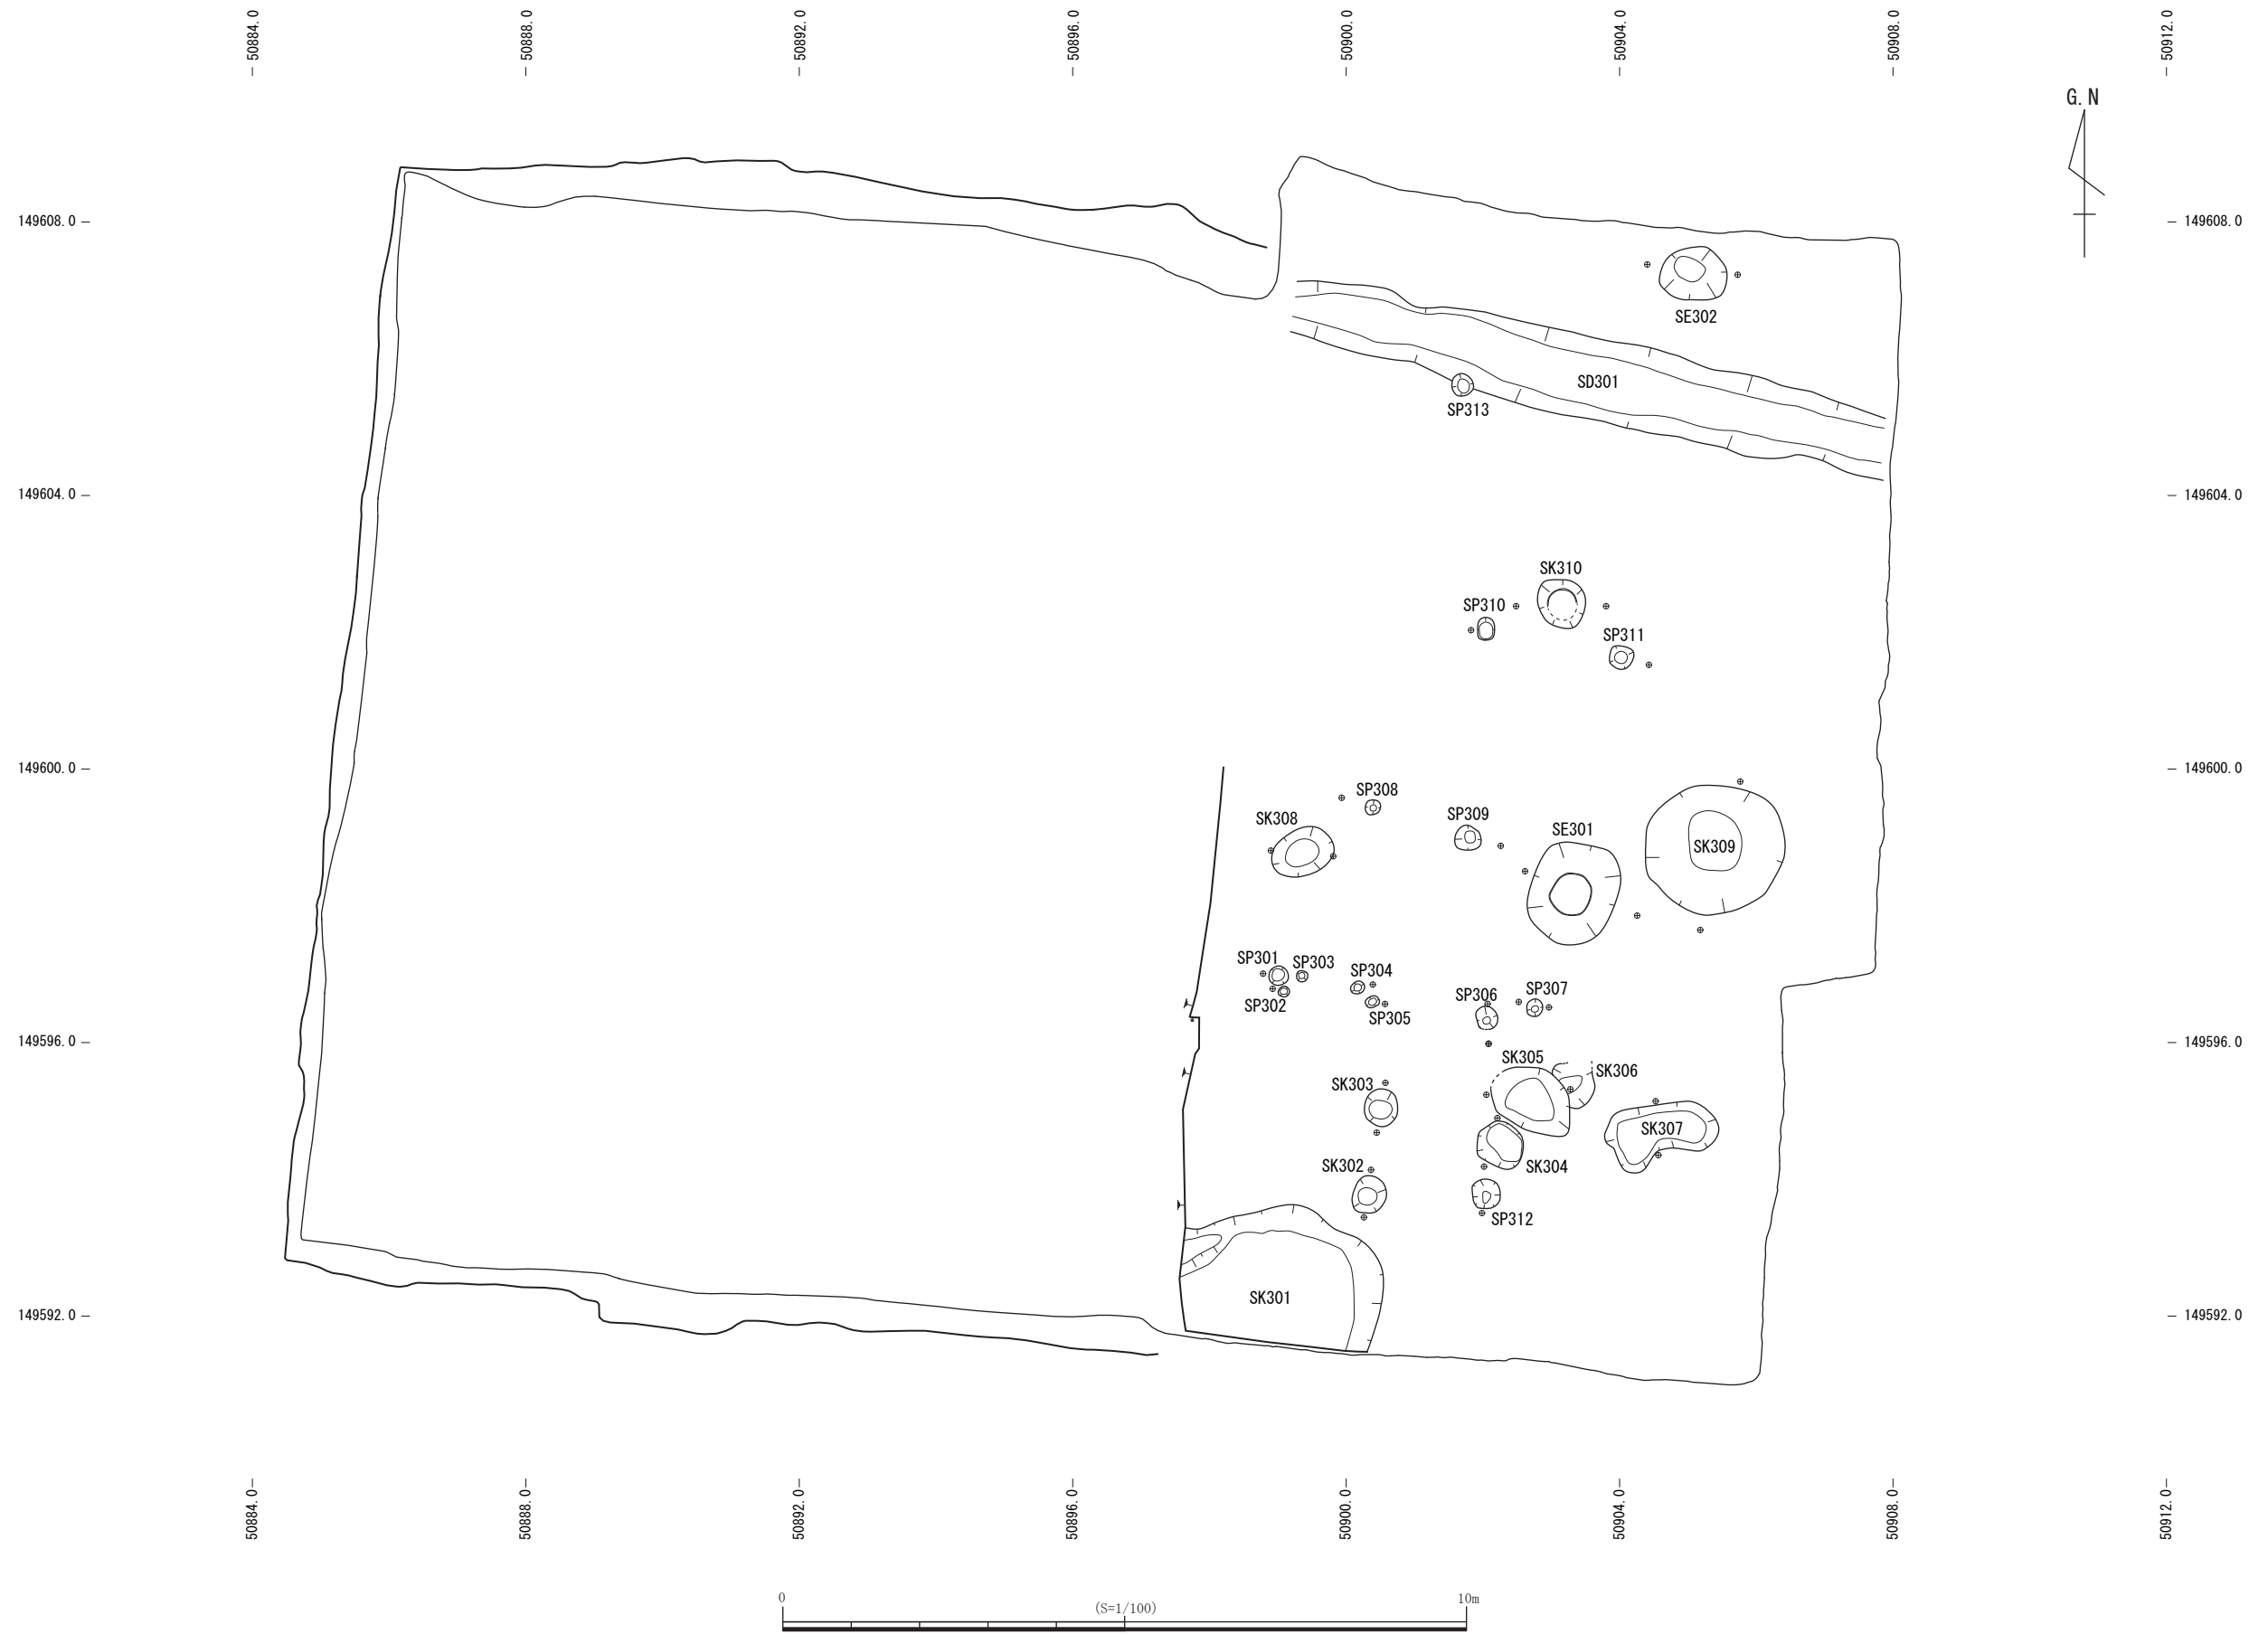 50884.0
50888.0
50892.0
50896.0
50900.0
50904.0
50908.0
50912.0
G.N
149608.0
149608.0
SE302
SD301
SP313
149604.0
149604.0
SK310
SP310
SP311
149600.0
149600.0
SP308
SK308
SP309
SE301
SK309
SP301
SP303
SP304
SP302
SP305
SP306
SP307
149596.0
149596.0
SK305
SK306
SK303
SK307
SK302
SK304
SP312
SK301
149592.0
149592.0
50884.0
50888.0
50892.0
50896.0
50900.0
50904.0
50908.0
50912.0
0
(S=1/100)
10m